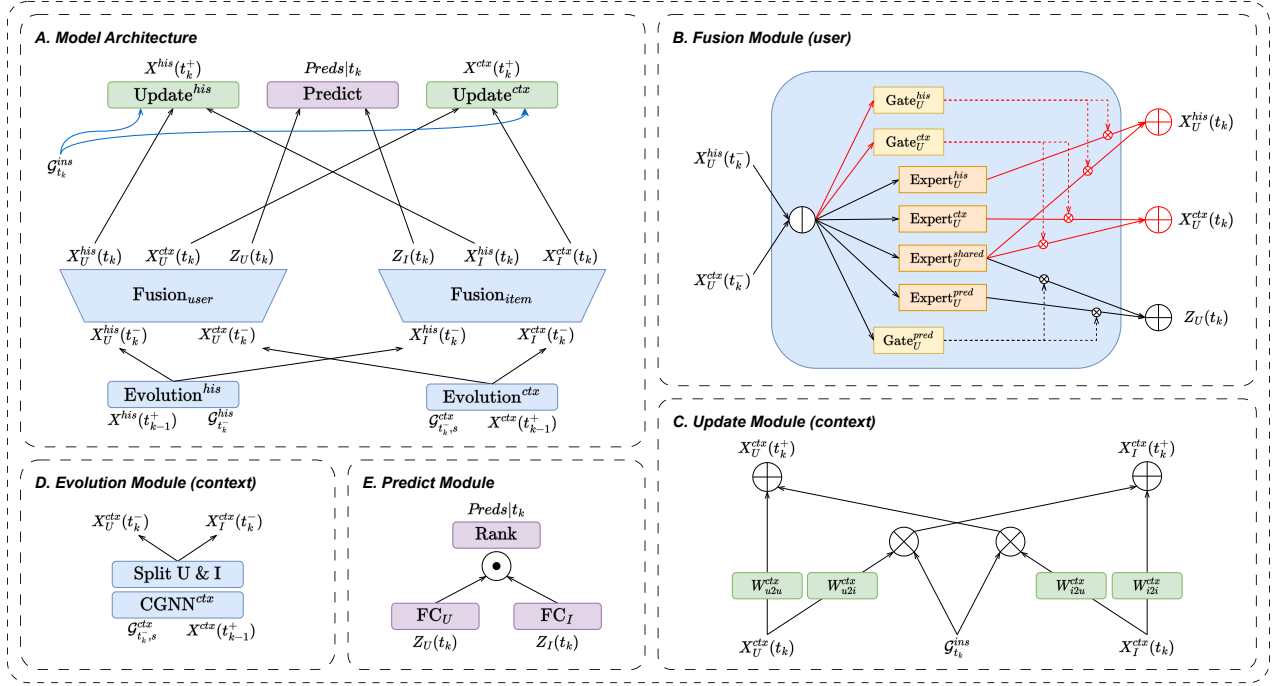 A. Model Architecture
X^{his}(t_k^+) Preds|t_k X^{ctx}(t_k^+)
Update^{his} Predict Update^{ctx}
𝒢_{t_k}^{ins}
X_U^{his}(t_k) X_U^{ctx}(t_k) Z_U(t_k) Z_I(t_k) X_I^{his}(t_k) X_I^{ctx}(t_k)
Fusion_{user} Fusion_{item}
X_U^{his}(t_k^-) X_U^{ctx}(t_k^-) X_I^{his}(t_k^-) X_I^{ctx}(t_k^-)
Evolution^{his} Evolution^{ctx}
X^{his}(t_{k-1}^+) 𝒢_{t_k^-}^{his} 𝒢_{t_k^-,s}^{ctx} X^{ctx}(t_{k-1}^+)
B. Fusion Module (user)
Gate_U^{his}
X_U^{his}(t_k)
Gate_U^{ctx}
X_U^{his}(t_k^-)
Expert_U^{his}
Expert_U^{ctx}
X_U^{ctx}(t_k)
Expert_U^{shared}
X_U^{ctx}(t_k^-)
Expert_U^{pred}
Z_U(t_k)
Gate_U^{pred}
C. Update Module (context)
X_U^{ctx}(t_k^+) X_I^{ctx}(t_k^+)
W_{u2u}^{ctx} W_{u2i}^{ctx} W_{i2u}^{ctx} W_{i2i}^{ctx}
X_U^{ctx}(t_k) 𝒢_{t_k}^{ins} X_I^{ctx}(t_k)
D. Evolution Module (context)
X_U^{ctx}(t_k^-) X_I^{ctx}(t_k^-)
Split U & I
CGNN^{ctx}
𝒢_{t_k^-,s}^{ctx} X^{ctx}(t_{k-1}^+)
E. Predict Module
Preds|t_k
Rank
FC_U FC_I
Z_U(t_k) Z_I(t_k)